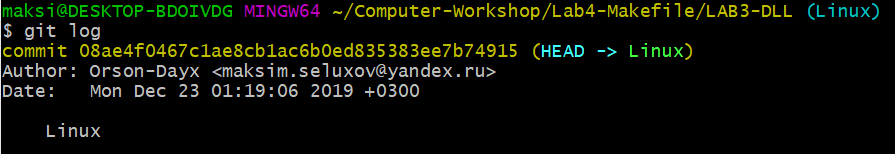 maksi@DESKTOP-BDOIVDG MINGW64 ~/Computer-Workshop/Lab4-Makefile/LAB3-DLL (Linux)
$ git log
commit 08ae4f0467c1ae8cb1ac6b0ed835383ee7b74915 (HEAD -> Linux)
Author: Orson-Dayx <maksim.seluxov@yandex.ru>
Date:   Mon Dec 23 01:19:06 2019 +0300
    Linux